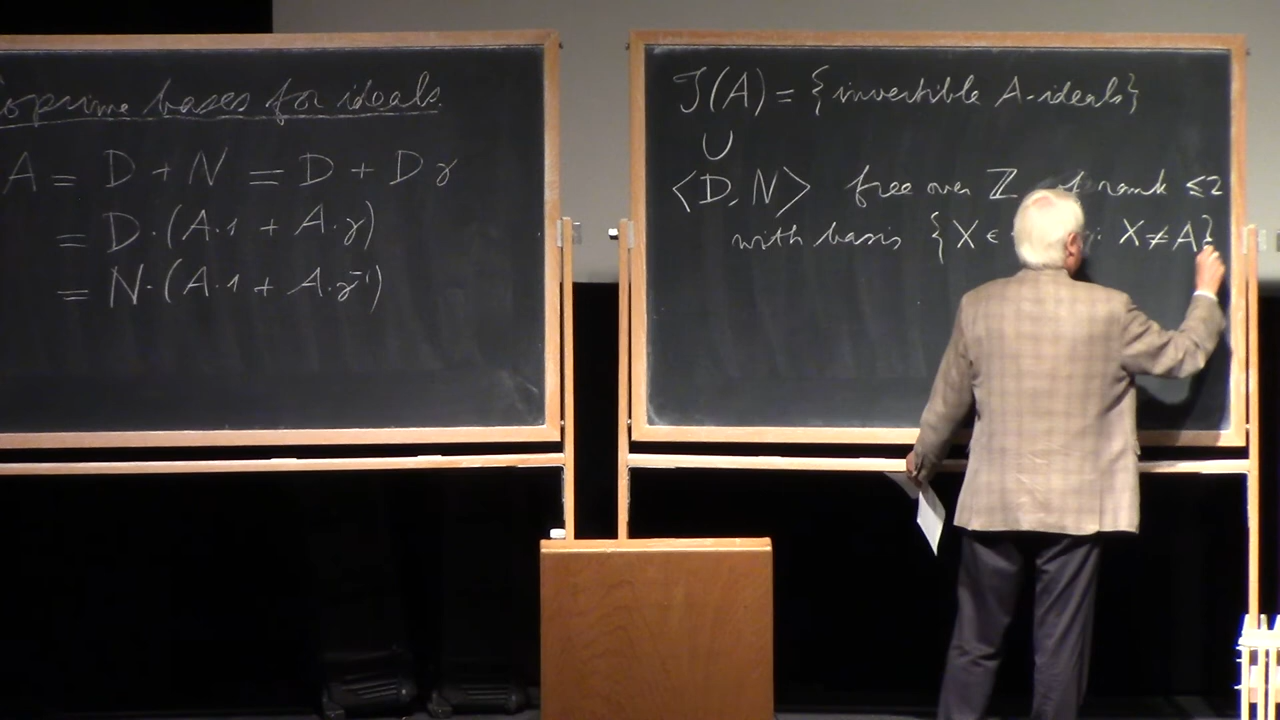 oprime bases for ideals.
A = D + N = D + Dγ
= D·(A·1 + A·γ)
= N·(A·1 + A·γ⁻¹)
J(A) = {invertible A-ideals}
∪
⟨D, N⟩ free over ℤ of rank ≤2
with basis {X ∈ : X ≠ A}